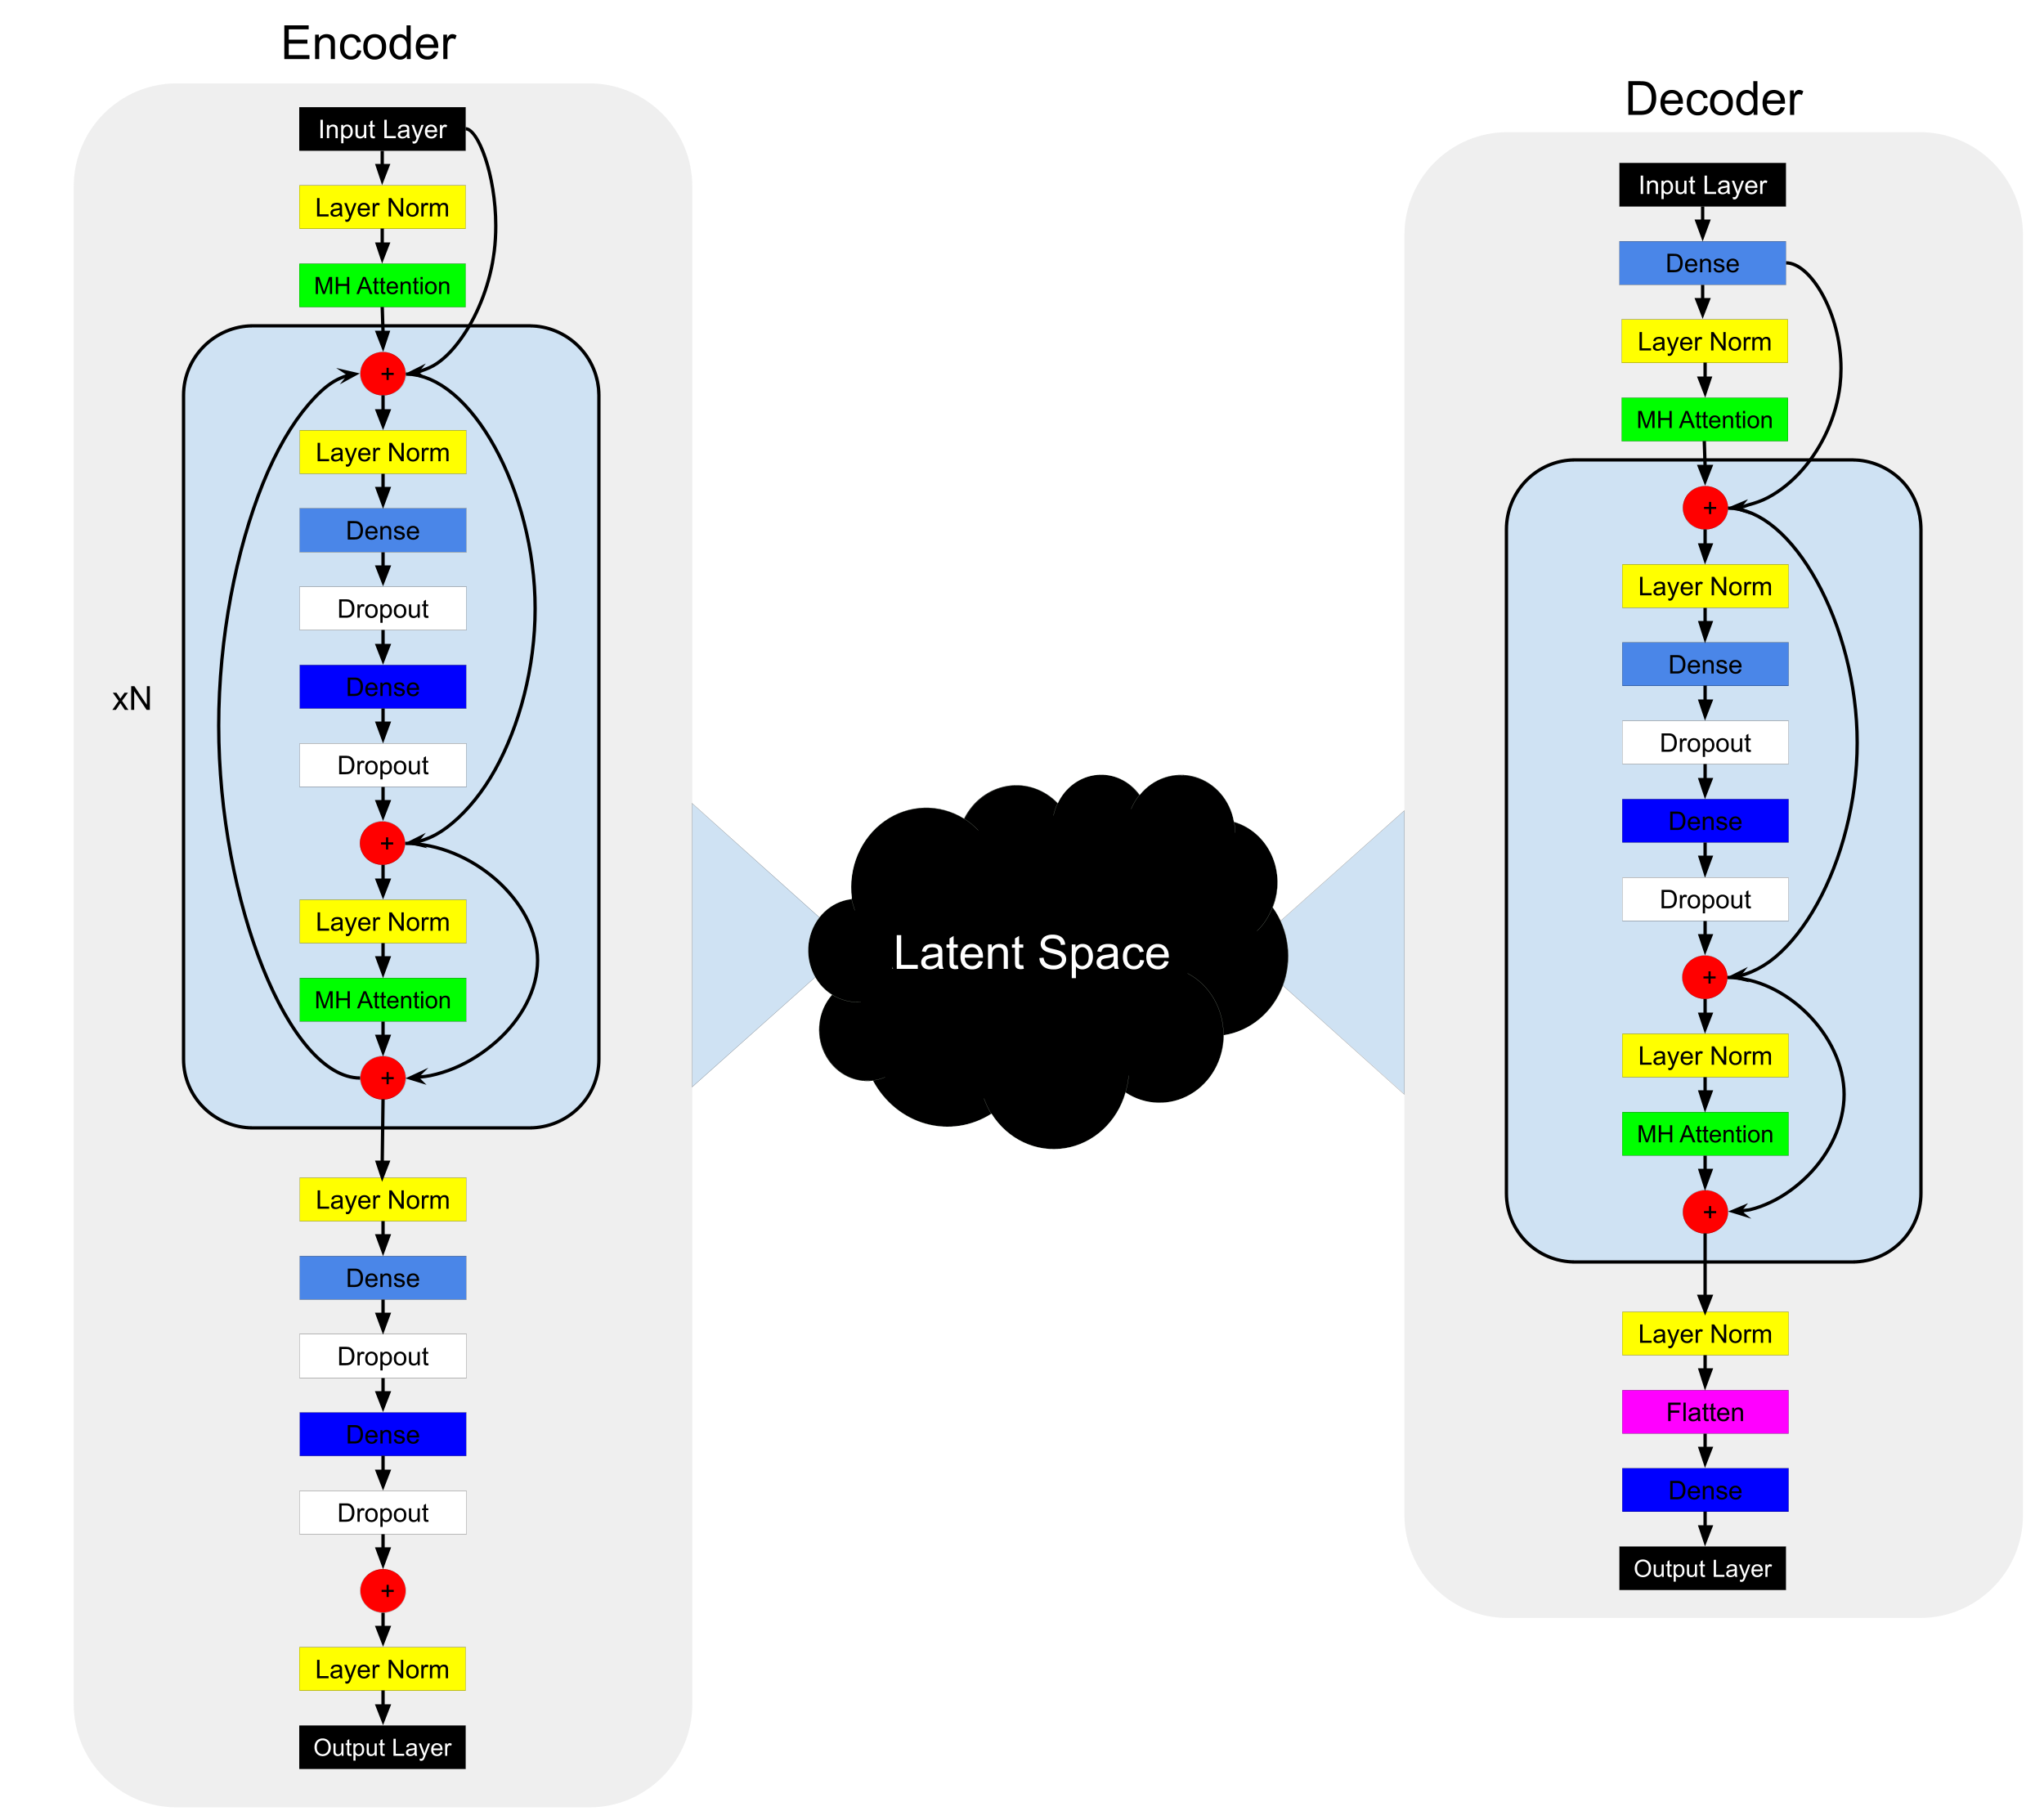 Encoder
Input Layer
Layer Norm
MH Attention
+
Layer Norm
Dense
Dropout
Dense
Dropout
+
Layer Norm
MH Attention
+
xN
Layer Norm
Dense
Dropout
Dense
Dropout
+
Layer Norm
Output Layer
Latent Space
Decoder
Input Layer
Dense
Layer Norm
MH Attention
+
Layer Norm
Dense
Dropout
Dense
Dropout
+
Layer Norm
MH Attention
+
Layer Norm
Flatten
Dense
Output Layer